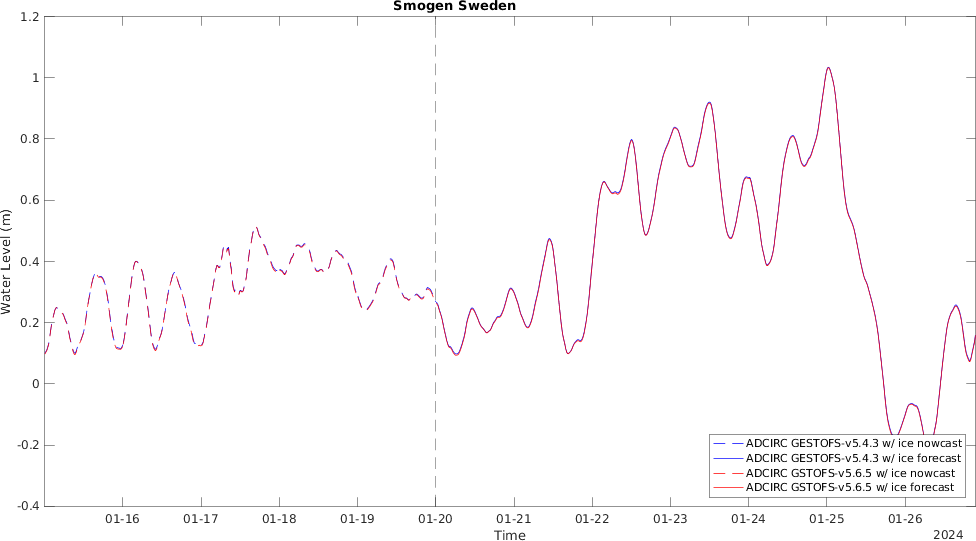 Smogen Sweden
1.2
1
0.8
0.6
0.4
0.2
0
-0.2
-0.4
Water Level (m)
ADCIRC GESTOFS-v5.4.3 w/ ice nowcast
ADCIRC GESTOFS-v5.4.3 w/ ice forecast
ADCIRC GSTOFS-v5.6.5 w/ ice nowcast
ADCIRC GSTOFS-v5.6.5 w/ ice forecast
01-16 01-17 01-18 01-19 01-20 01-21 01-22 01-23 01-24 01-25 01-26
Time
2024